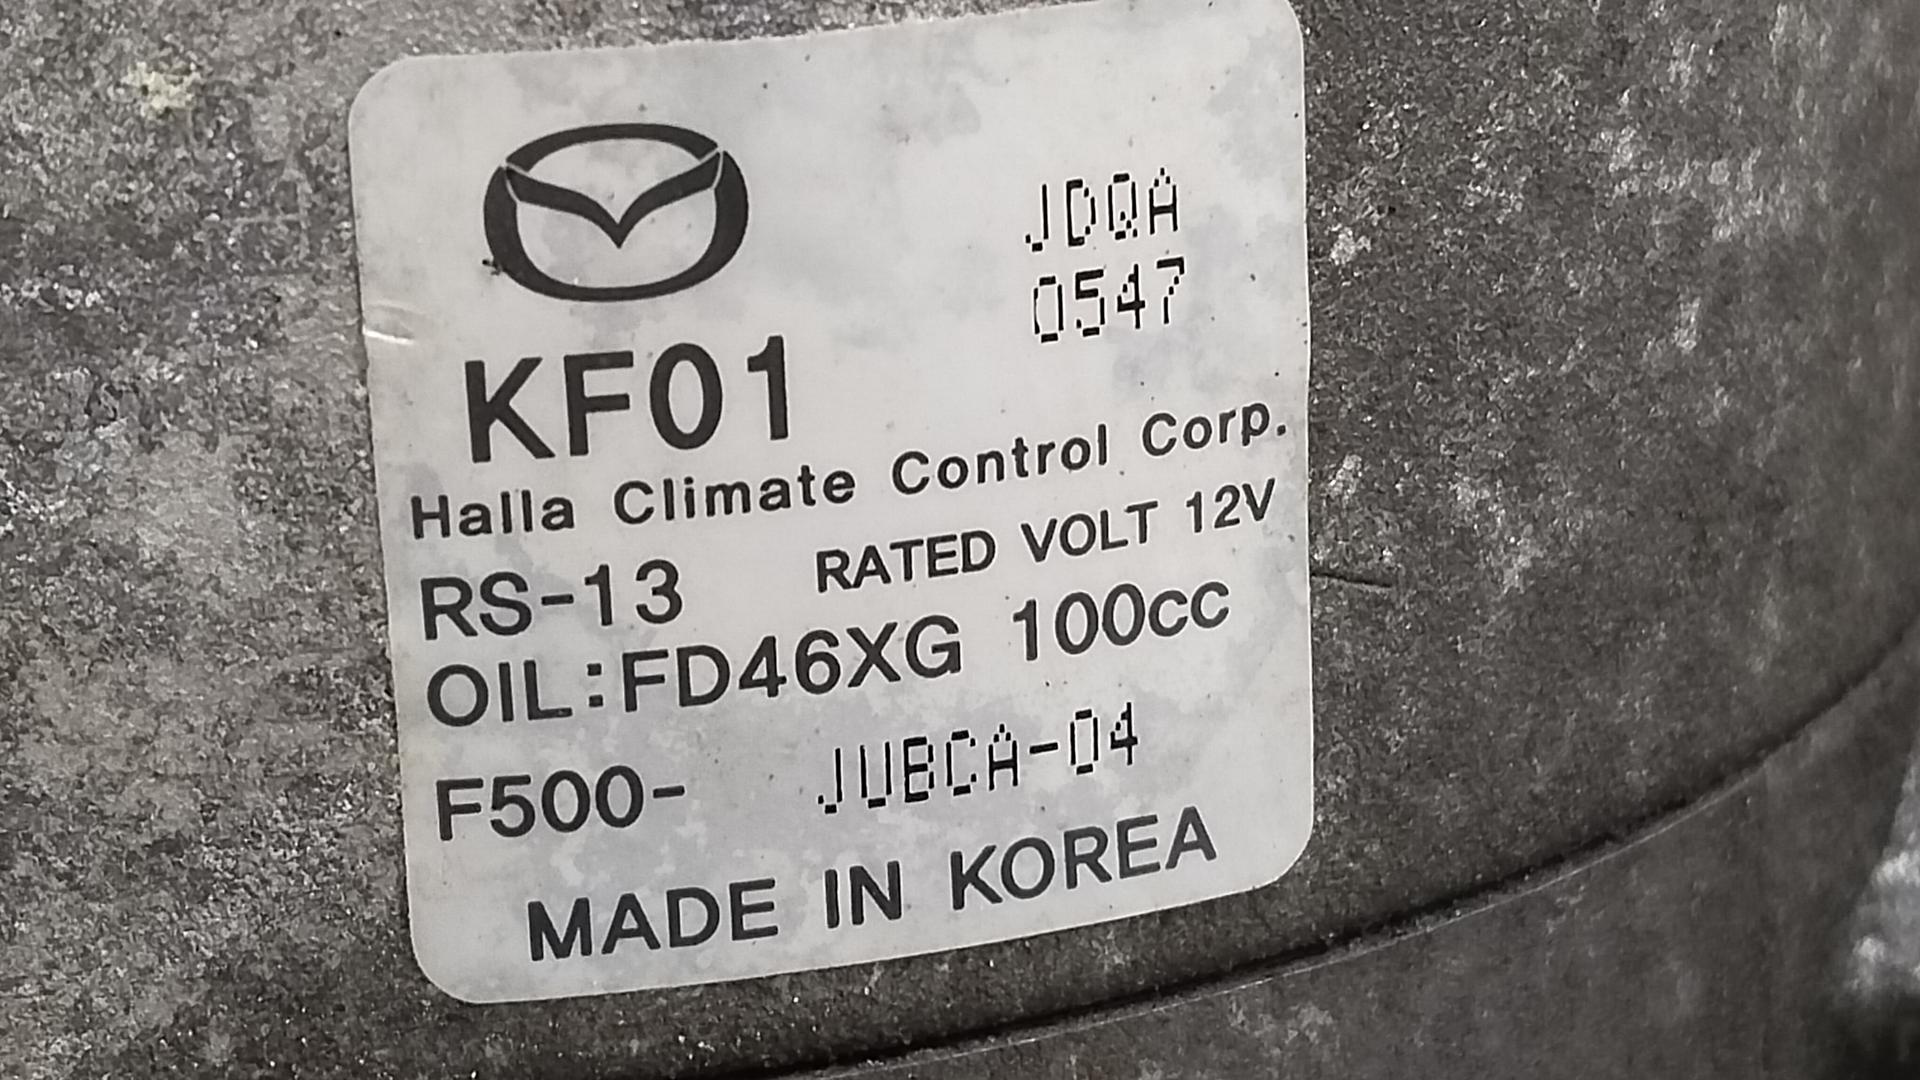 JDQA
0547
KF01
Halla Climate Control Corp.
RS-13 RATED VOLT 12V
OIL:FD46XG 100cc
F500- JUBCA-04
MADE IN KOREA